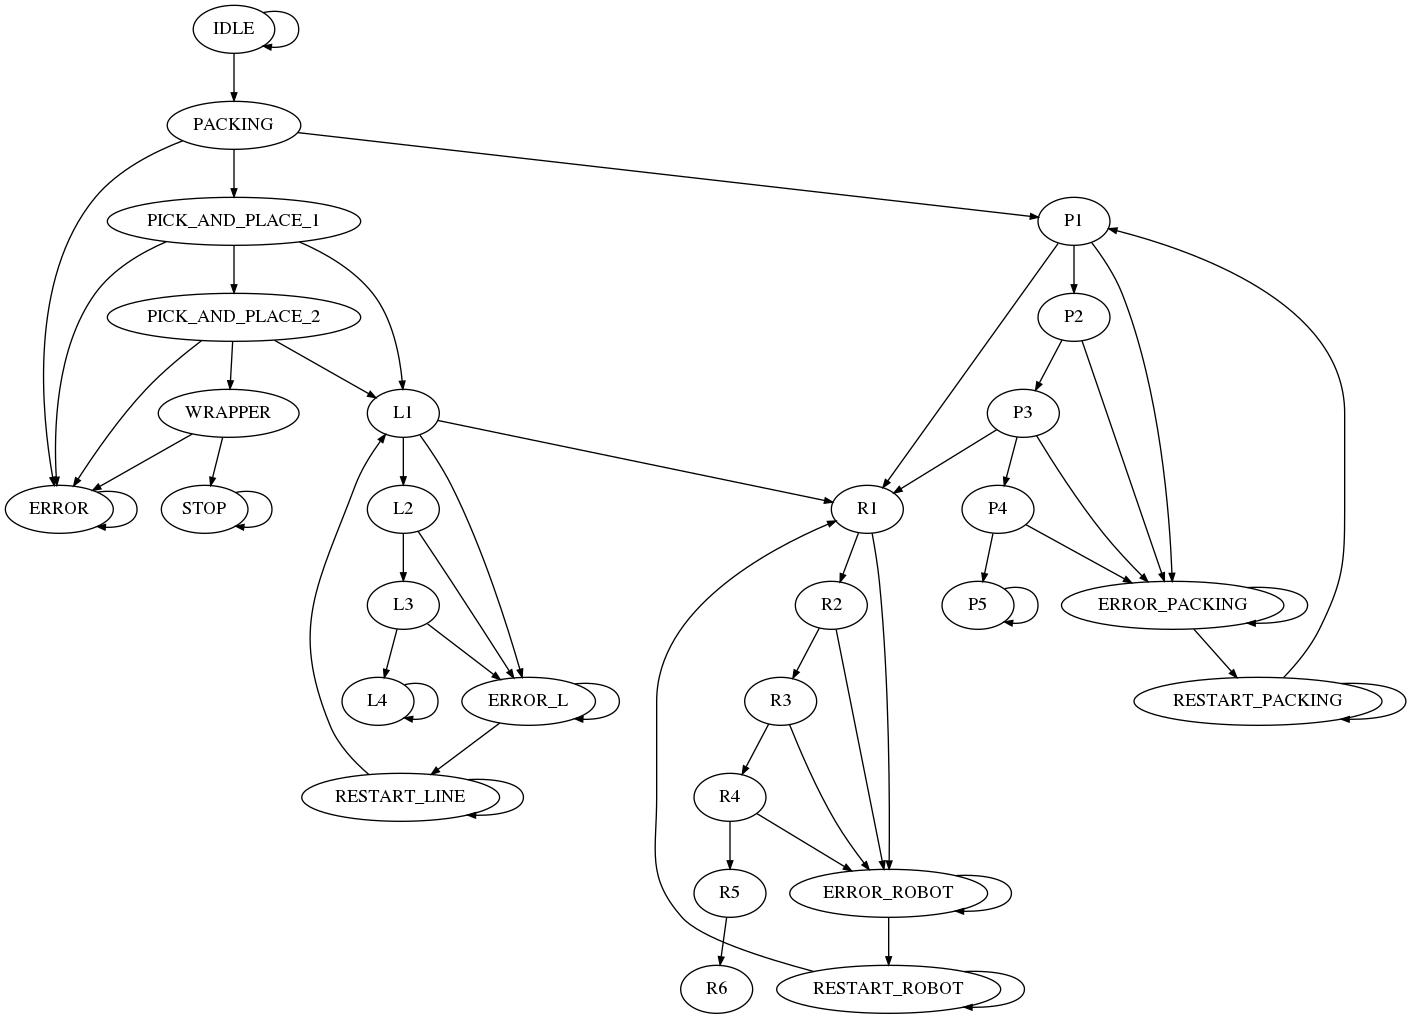 IDLE
PACKING
PICK_AND_PLACE_1
P1
PICK_AND_PLACE_2
P2
WRAPPER
L1
P3
ERROR
STOP
L2
R1
P4
L3
R2
P5
ERROR_PACKING
L4
ERROR_L
R3
RESTART_PACKING
RESTART_LINE
R4
R5
ERROR_ROBOT
R6
RESTART_ROBOT